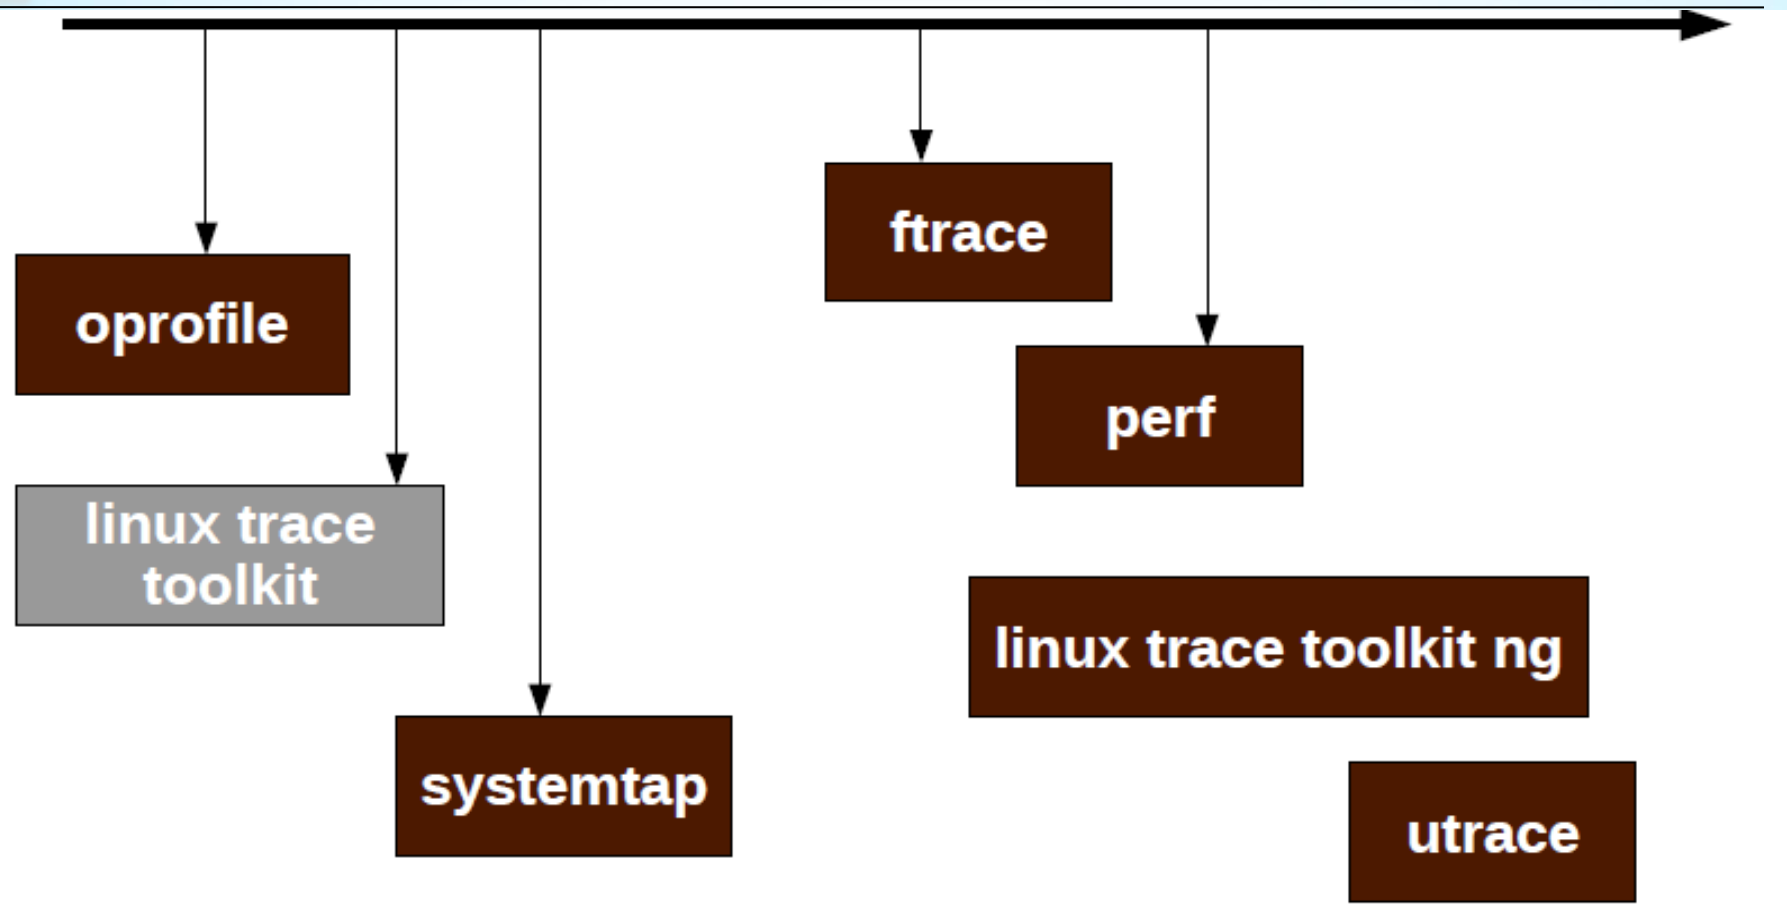 ftrace
oprofile
perf
linux trace
toolkit
linux trace toolkit ng
systemtap
utrace